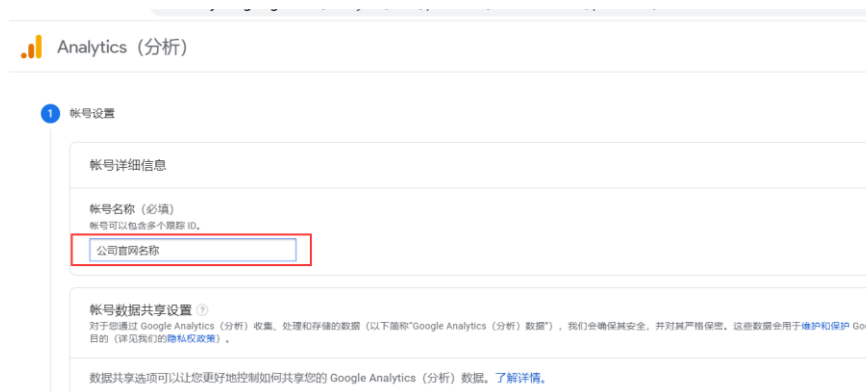 Analytics（分析）
1 帐号设置
帐号详细信息
帐号名称（必填）
帐号可以包含多个跟踪 ID。
公司官网名称
帐号数据共享设置 ?
对于您通过 Google Analytics（分析）收集、处理和存储的数据（以下简称“Google Analytics（分析）数据”），我们会确保其安全，并对其严格保密。这些数据会用于维护和保护 Goo
目的（详见我们的隐私权政策）。
数据共享选项可以让您更好地控制如何共享您的 Google Analytics（分析）数据。了解详情。